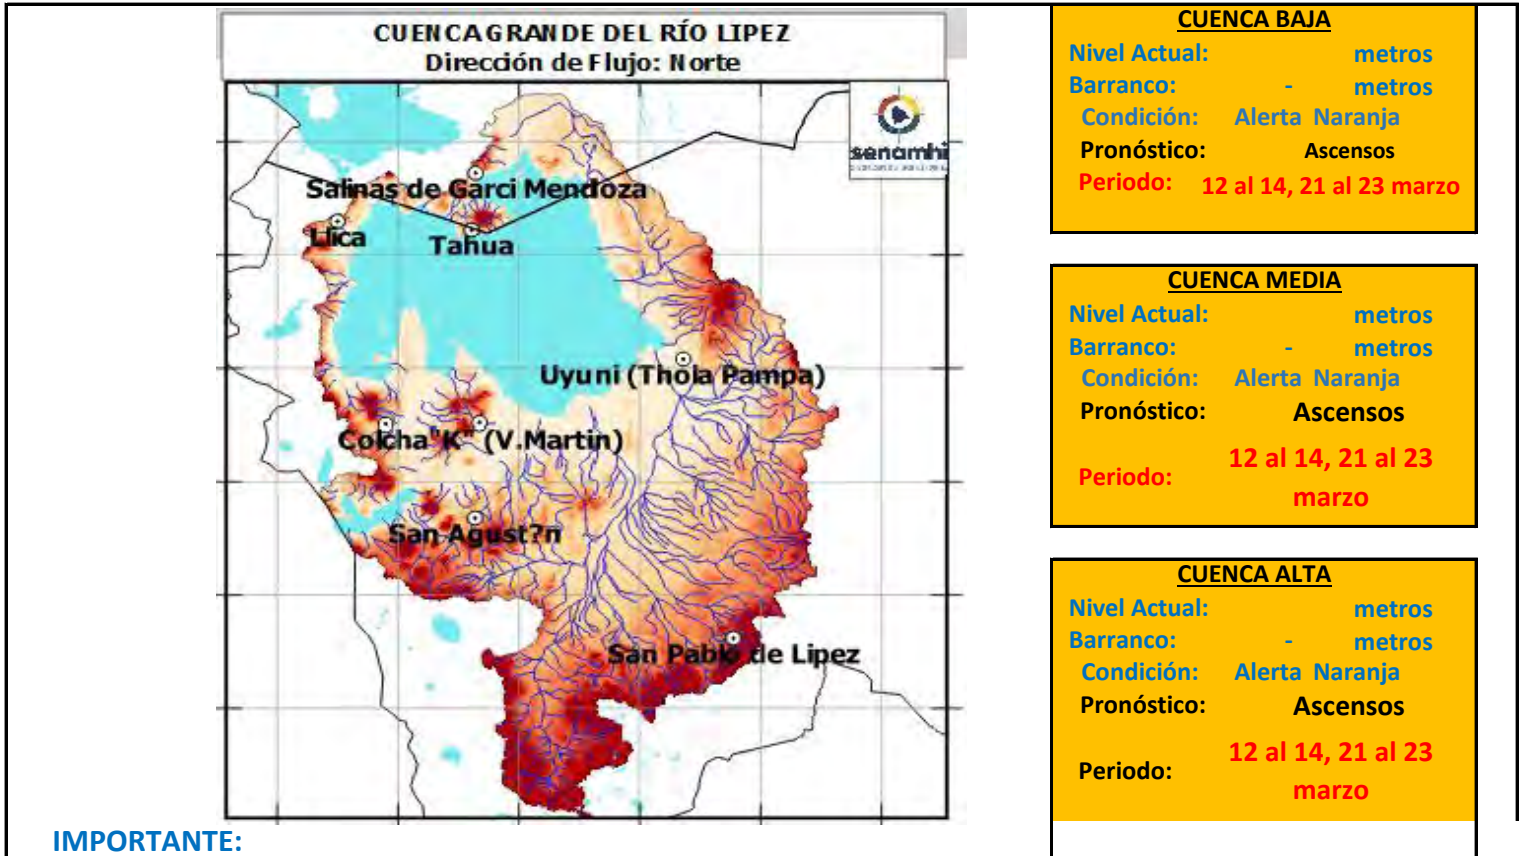 CUENCA GRANDE DEL RÍO LIPEZ
Dirección de Flujo: Norte
senamhi
Salinas de Garci Mendoza
Llica
Tahua
Uyuni (Thola Pampa)
Colcha"K" (V.Martin)
San Agust?n
San Pablo de Lipez
CUENCA BAJA
Nivel Actual: metros
Barranco: - metros
Condición: Alerta Naranja
Pronóstico: Ascensos
Periodo: 12 al 14, 21 al 23 marzo
CUENCA MEDIA
Nivel Actual: metros
Barranco: - metros
Condición: Alerta Naranja
Pronóstico: Ascensos
Periodo: 12 al 14, 21 al 23
marzo
CUENCA ALTA
Nivel Actual: metros
Barranco: - metros
Condición: Alerta Naranja
Pronóstico: Ascensos
Periodo: 12 al 14, 21 al 23
marzo
IMPORTANTE: